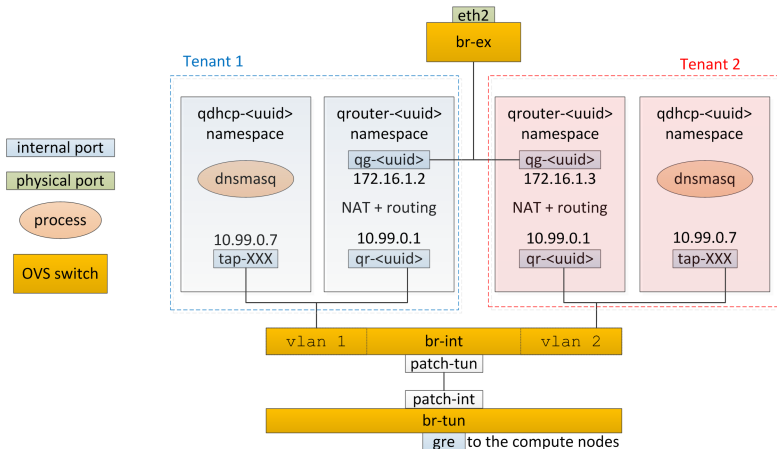 eth2
br-ex
Tenant 1
Tenant 2
qdhcp-<uuid>
namespace
dnsmasq
10.99.0.7
tap-XXX
qrouter-<uuid>
namespace
qg-<uuid>
172.16.1.2
NAT + routing
10.99.0.1
qr-<uuid>
qrouter-<uuid>
namespace
qg-<uuid>
172.16.1.3
NAT + routing
10.99.0.1
qr-<uuid>
qdhcp-<uuid>
namespace
dnsmasq
10.99.0.7
tap-XXX
internal port
physical port
process
OVS switch
vlan 1
br-int
vlan 2
patch-tun
patch-int
br-tun
gre to the compute nodes